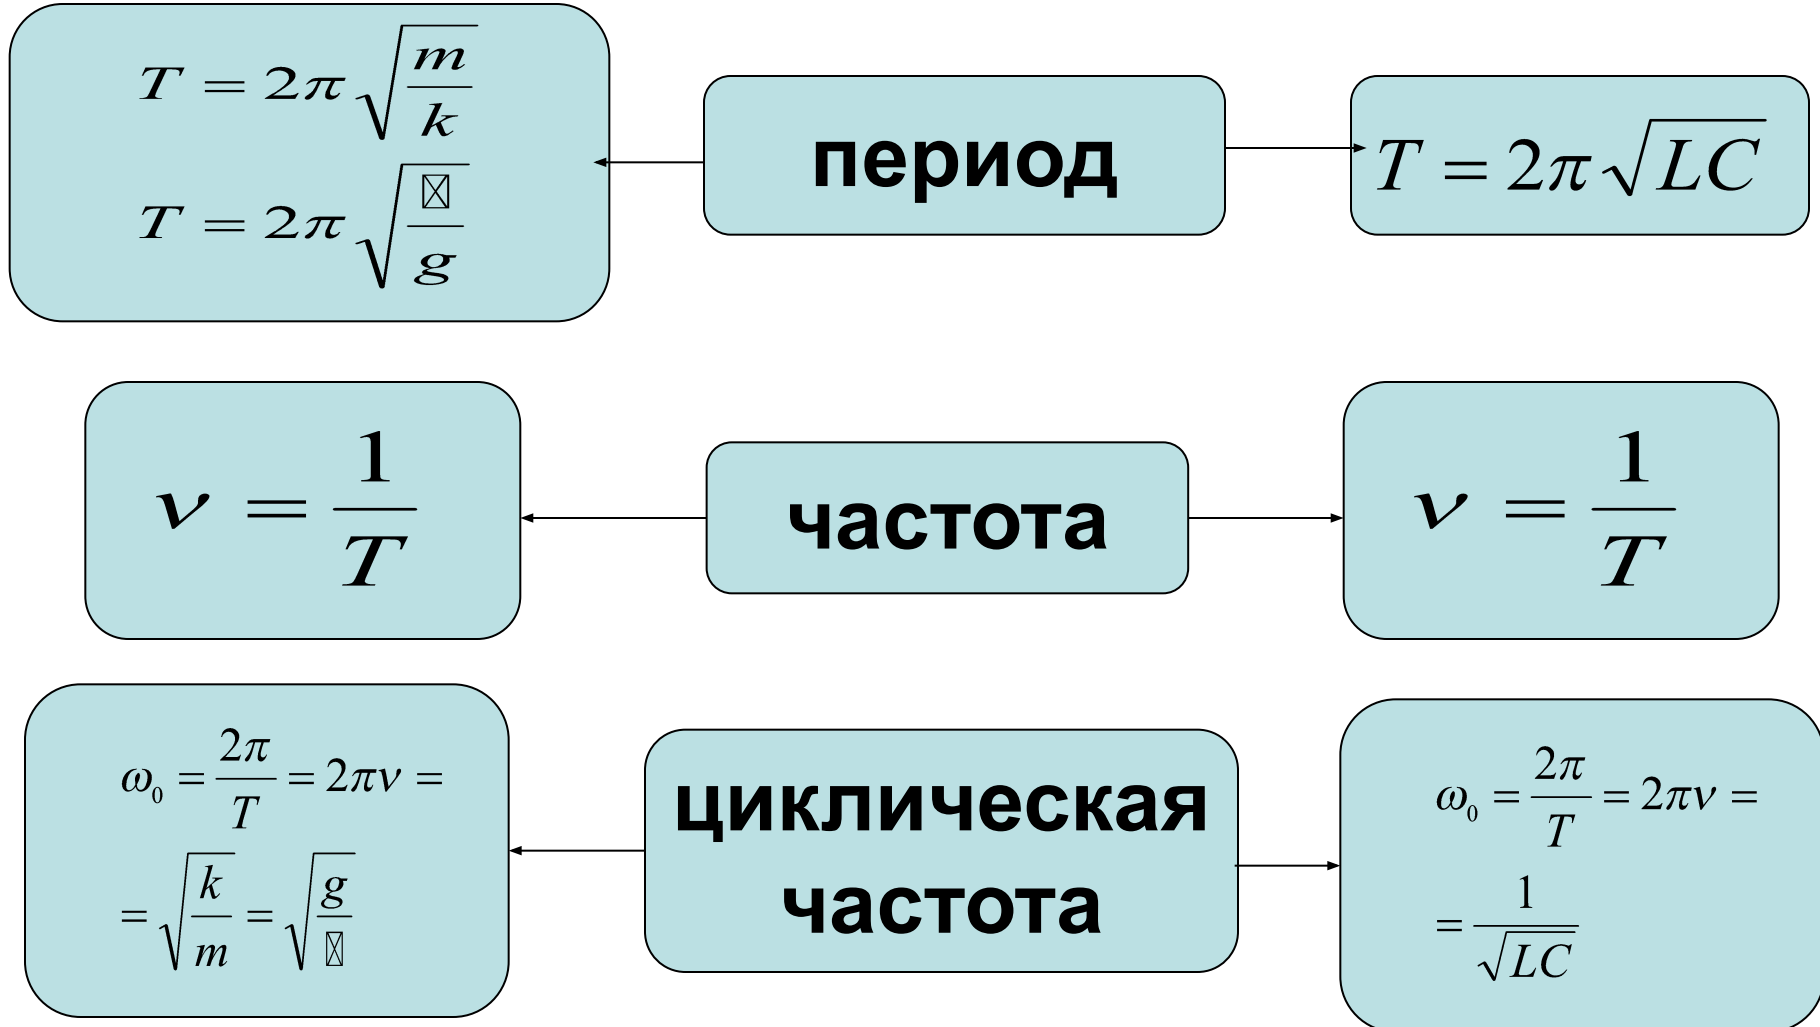 T = 2π√(m/k)
T = 2π√(/g)
период
T = 2π√LC
ν = 1/T
частота
ν = 1/T
ω₀ = 2π/T = 2πν =
= √(k/m) = √(g/)
циклическая
частота
ω₀ = 2π/T = 2πν =
= 1/√LC